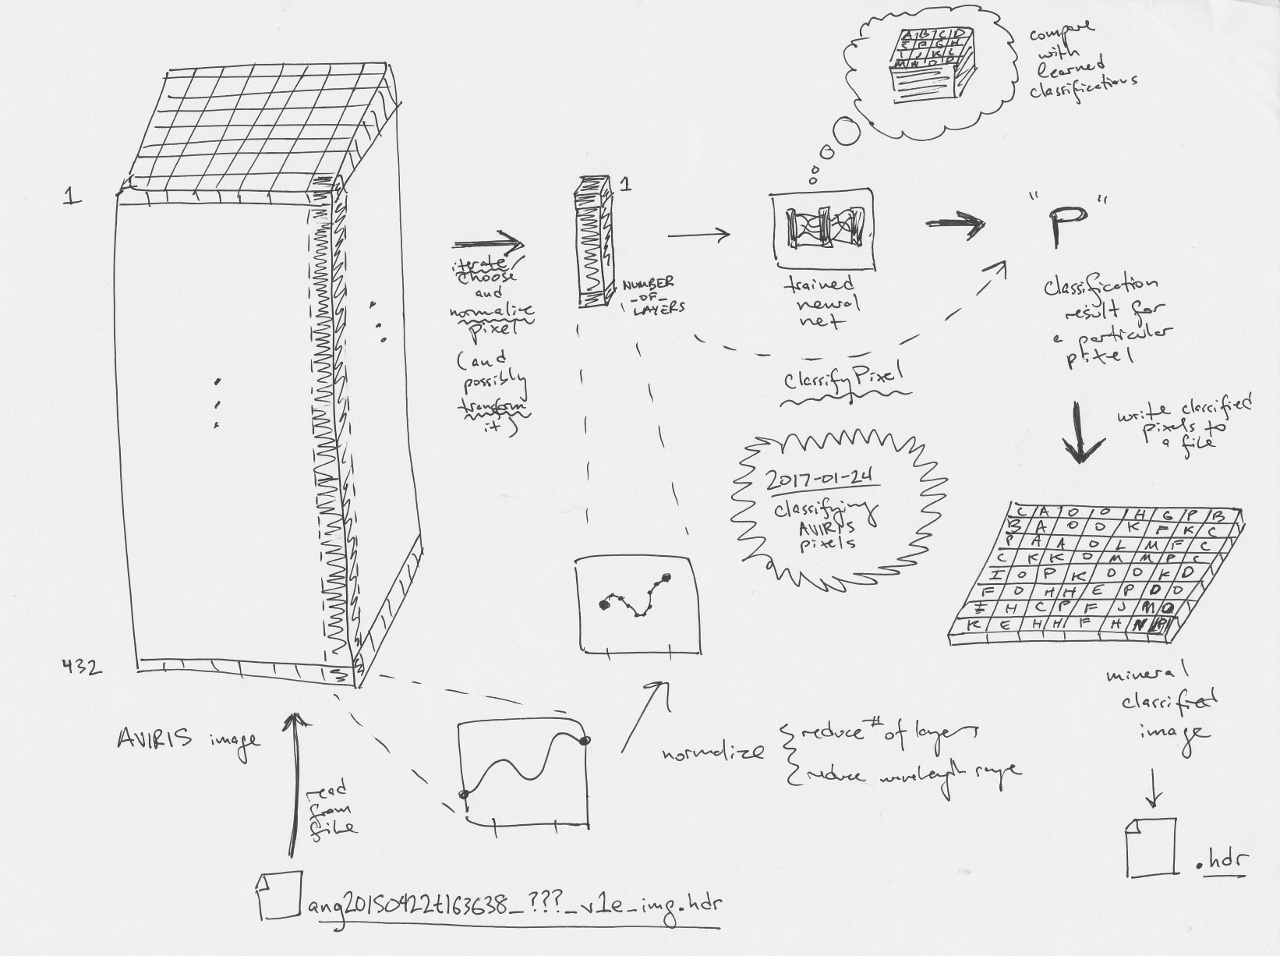 compare
with
learned
classifications
A B C D
E F G H
I J K L
M N O P
1
1
"P"
iterate,
choose
and
normalize
pixel
(and
possibly
transform
it)
NUMBER
_OF_
LAYERS
trained
neural
net
classifyPixel
classification
result for
a particular
pixel
write classified
pixels to
a file
2017-01-24
classifying
AVIRIS
pixels
C A O O H G P B
B A O O K F K C
P A A O L M F C
C K K O M M P C
I O P K O O K D
F O H H E P D O
I H C P F J M O
K E H H F H N P
432
AVIRIS image
mineral
classified
image
read
from
file
normalize
reduce # of layers
reduce wavelength range
.hdr
ang20150422t163638_???_v1e_img.hdr